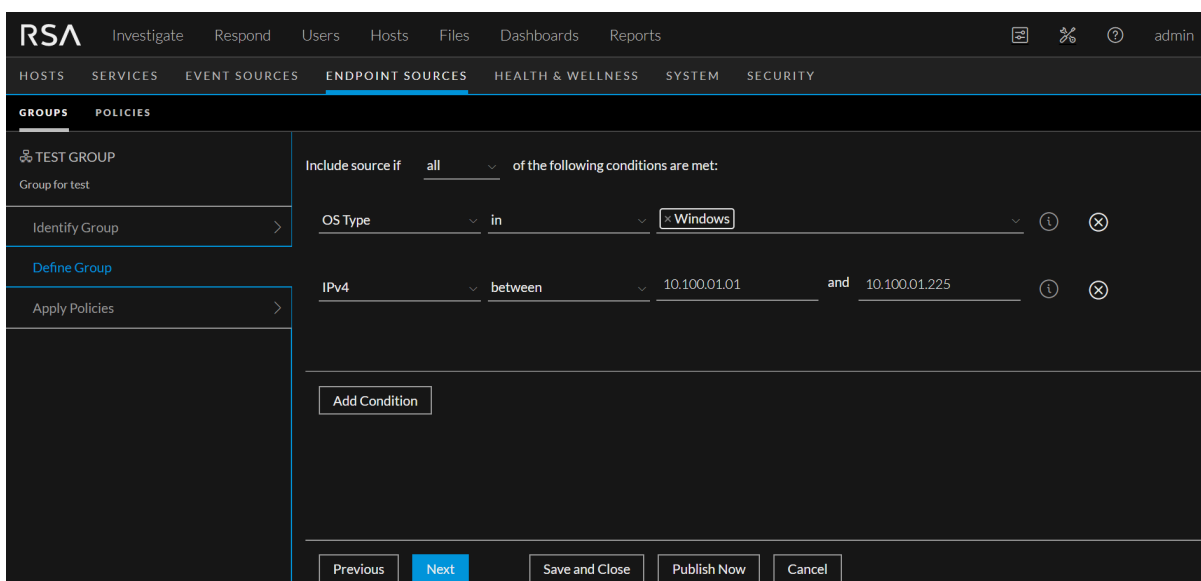 RSA Investigate Respond Users Hosts Files Dashboards Reports admin
HOSTS SERVICES EVENT SOURCES ENDPOINT SOURCES HEALTH & WELLNESS SYSTEM SECURITY
GROUPS POLICIES
TEST GROUP
Group for test
Identify Group
Define Group
Apply Policies
Include source if all of the following conditions are met:
OS Type in × Windows
IPv4 between 10.100.01.01 and 10.100.01.225
Add Condition
Previous Next Save and Close Publish Now Cancel